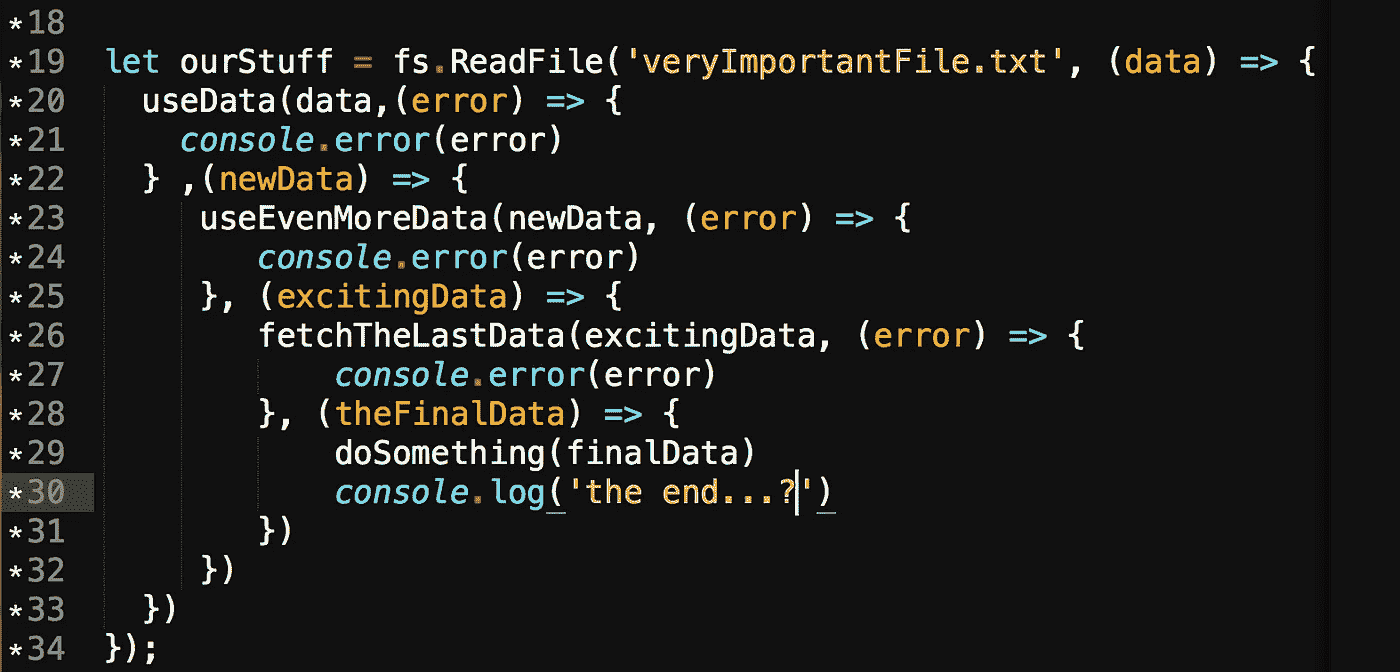 *18
*19 let ourStuff = fs.ReadFile('veryImportantFile.txt', (data) => {
*20   useData(data,(error) => {
*21     console.error(error)
*22   } ,(newData) => {
*23      useEvenMoreData(newData, (error) => {
*24         console.error(error)
*25      }, (excitingData) => {
*26         fetchTheLastData(excitingData, (error) => {
*27             console.error(error)
*28         }, (theFinalData) => {
*29             doSomething(finalData)
*30             console.log('the end...?')
*31         })
*32      })
*33   })
*34 });